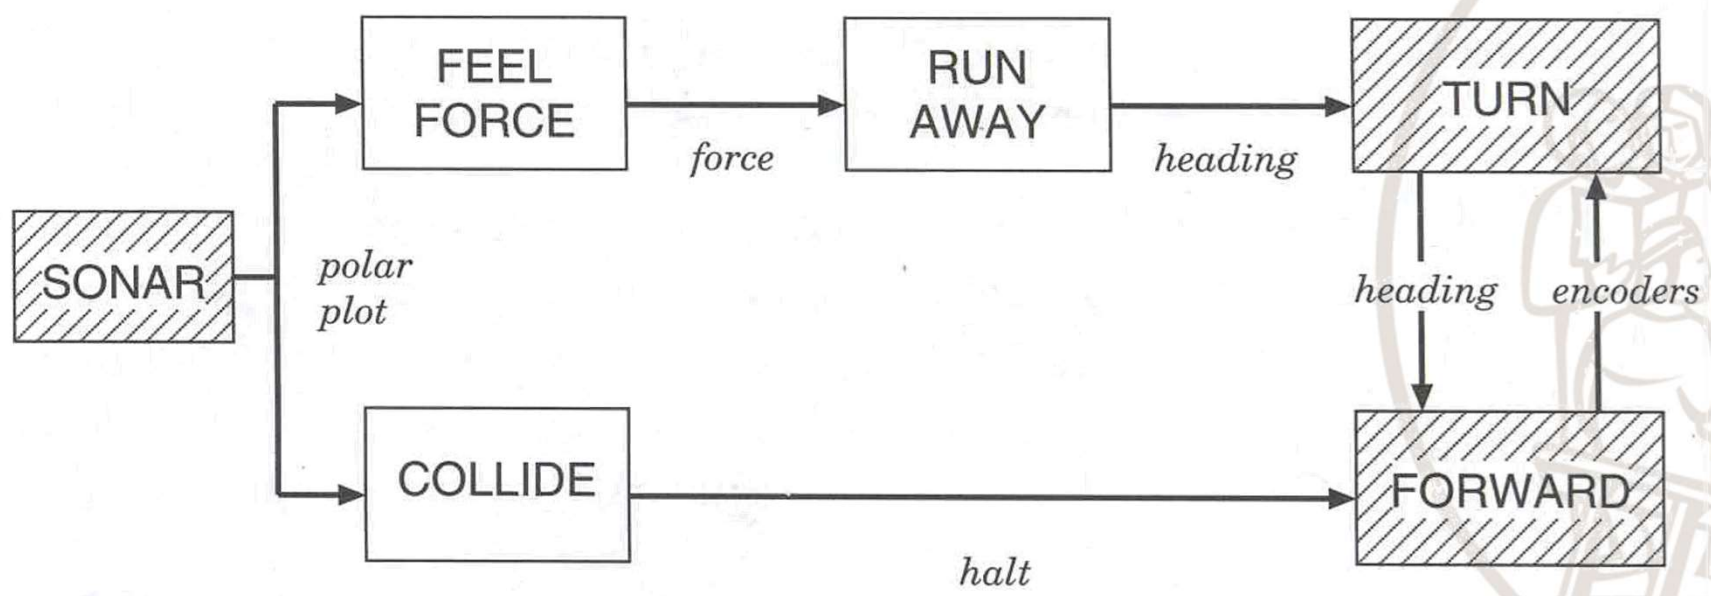 FEEL
FORCE
force
RUN
AWAY
heading
TURN
SONAR
polar
plot
heading
encoders
COLLIDE
halt
FORWARD